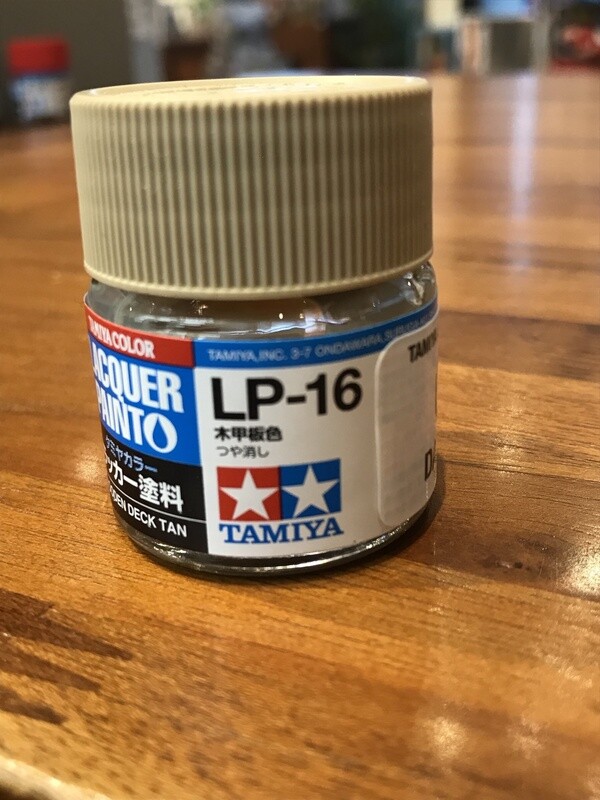 TAMIYA COLOR
LACQUER
PAINT
タミヤカラー
ラッカー塗料
WOODEN DECK TAN
TAMIYA,INC. 3-7 ONDAWARA,SURUGA
LP-16
木甲板色
つや消し
TAMIYA
TAMIYA